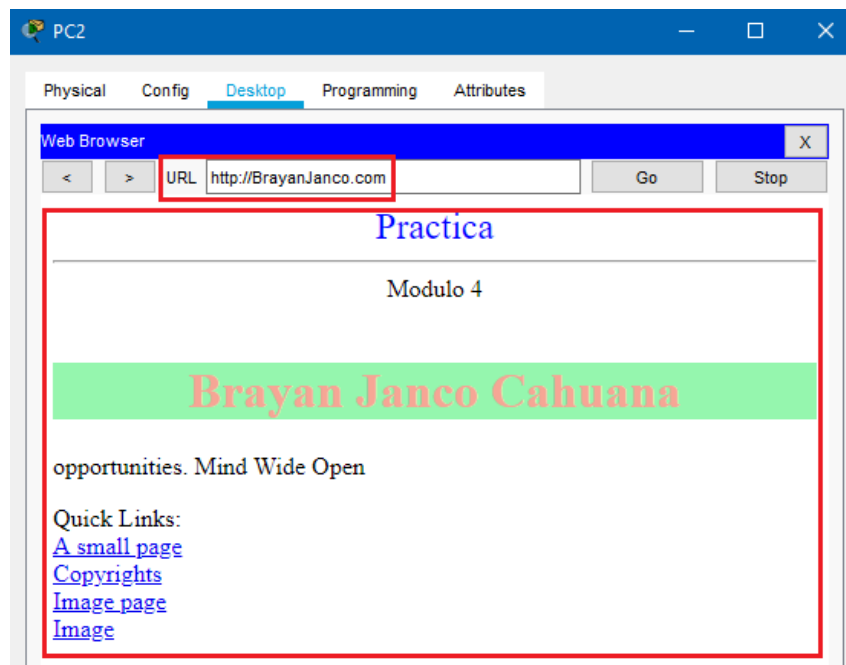 PC2
Physical Config Desktop Programming Attributes
Web Browser X
< > URL http://BrayanJanco.com Go Stop
Practica
Modulo 4
Brayan Janco Cahuana
opportunities. Mind Wide Open
Quick Links:
A small page
Copyrights
Image page
Image